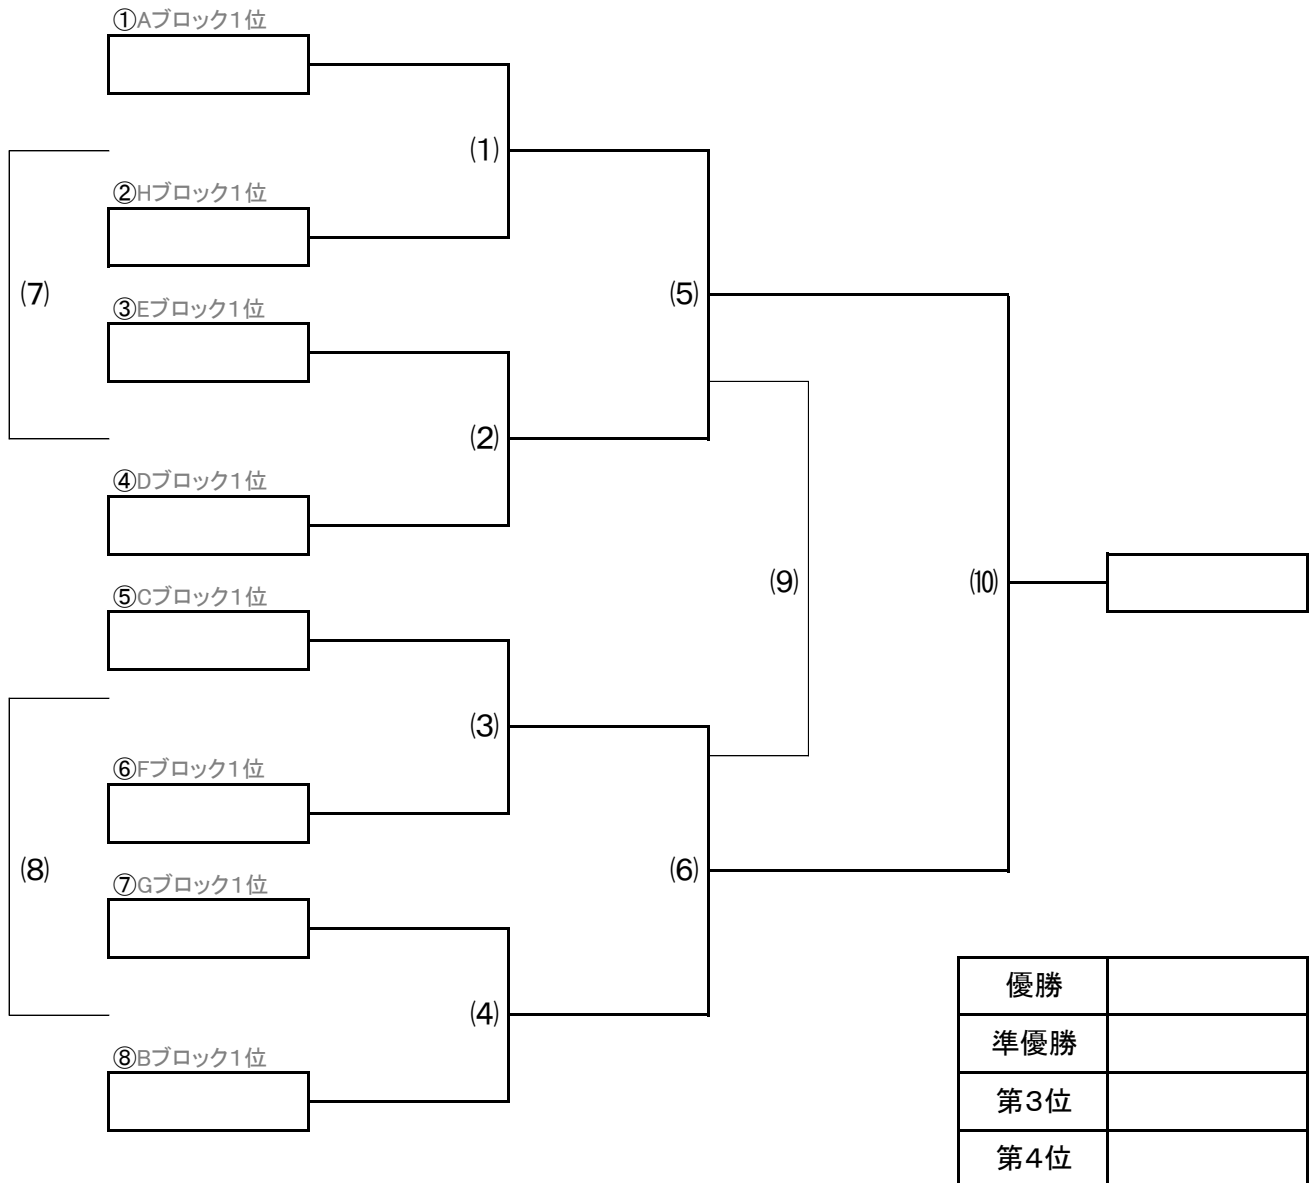 ①Aブロック1位
(1)
②Hブロック1位
(7)
(5)
③Eブロック1位
(2)
④Dブロック1位
(9)
⑽
⑤Cブロック1位
(3)
⑥Fブロック1位
(8)
(6)
⑦Gブロック1位
(4)
⑧Bブロック1位
優勝
準優勝
第3位
第4位